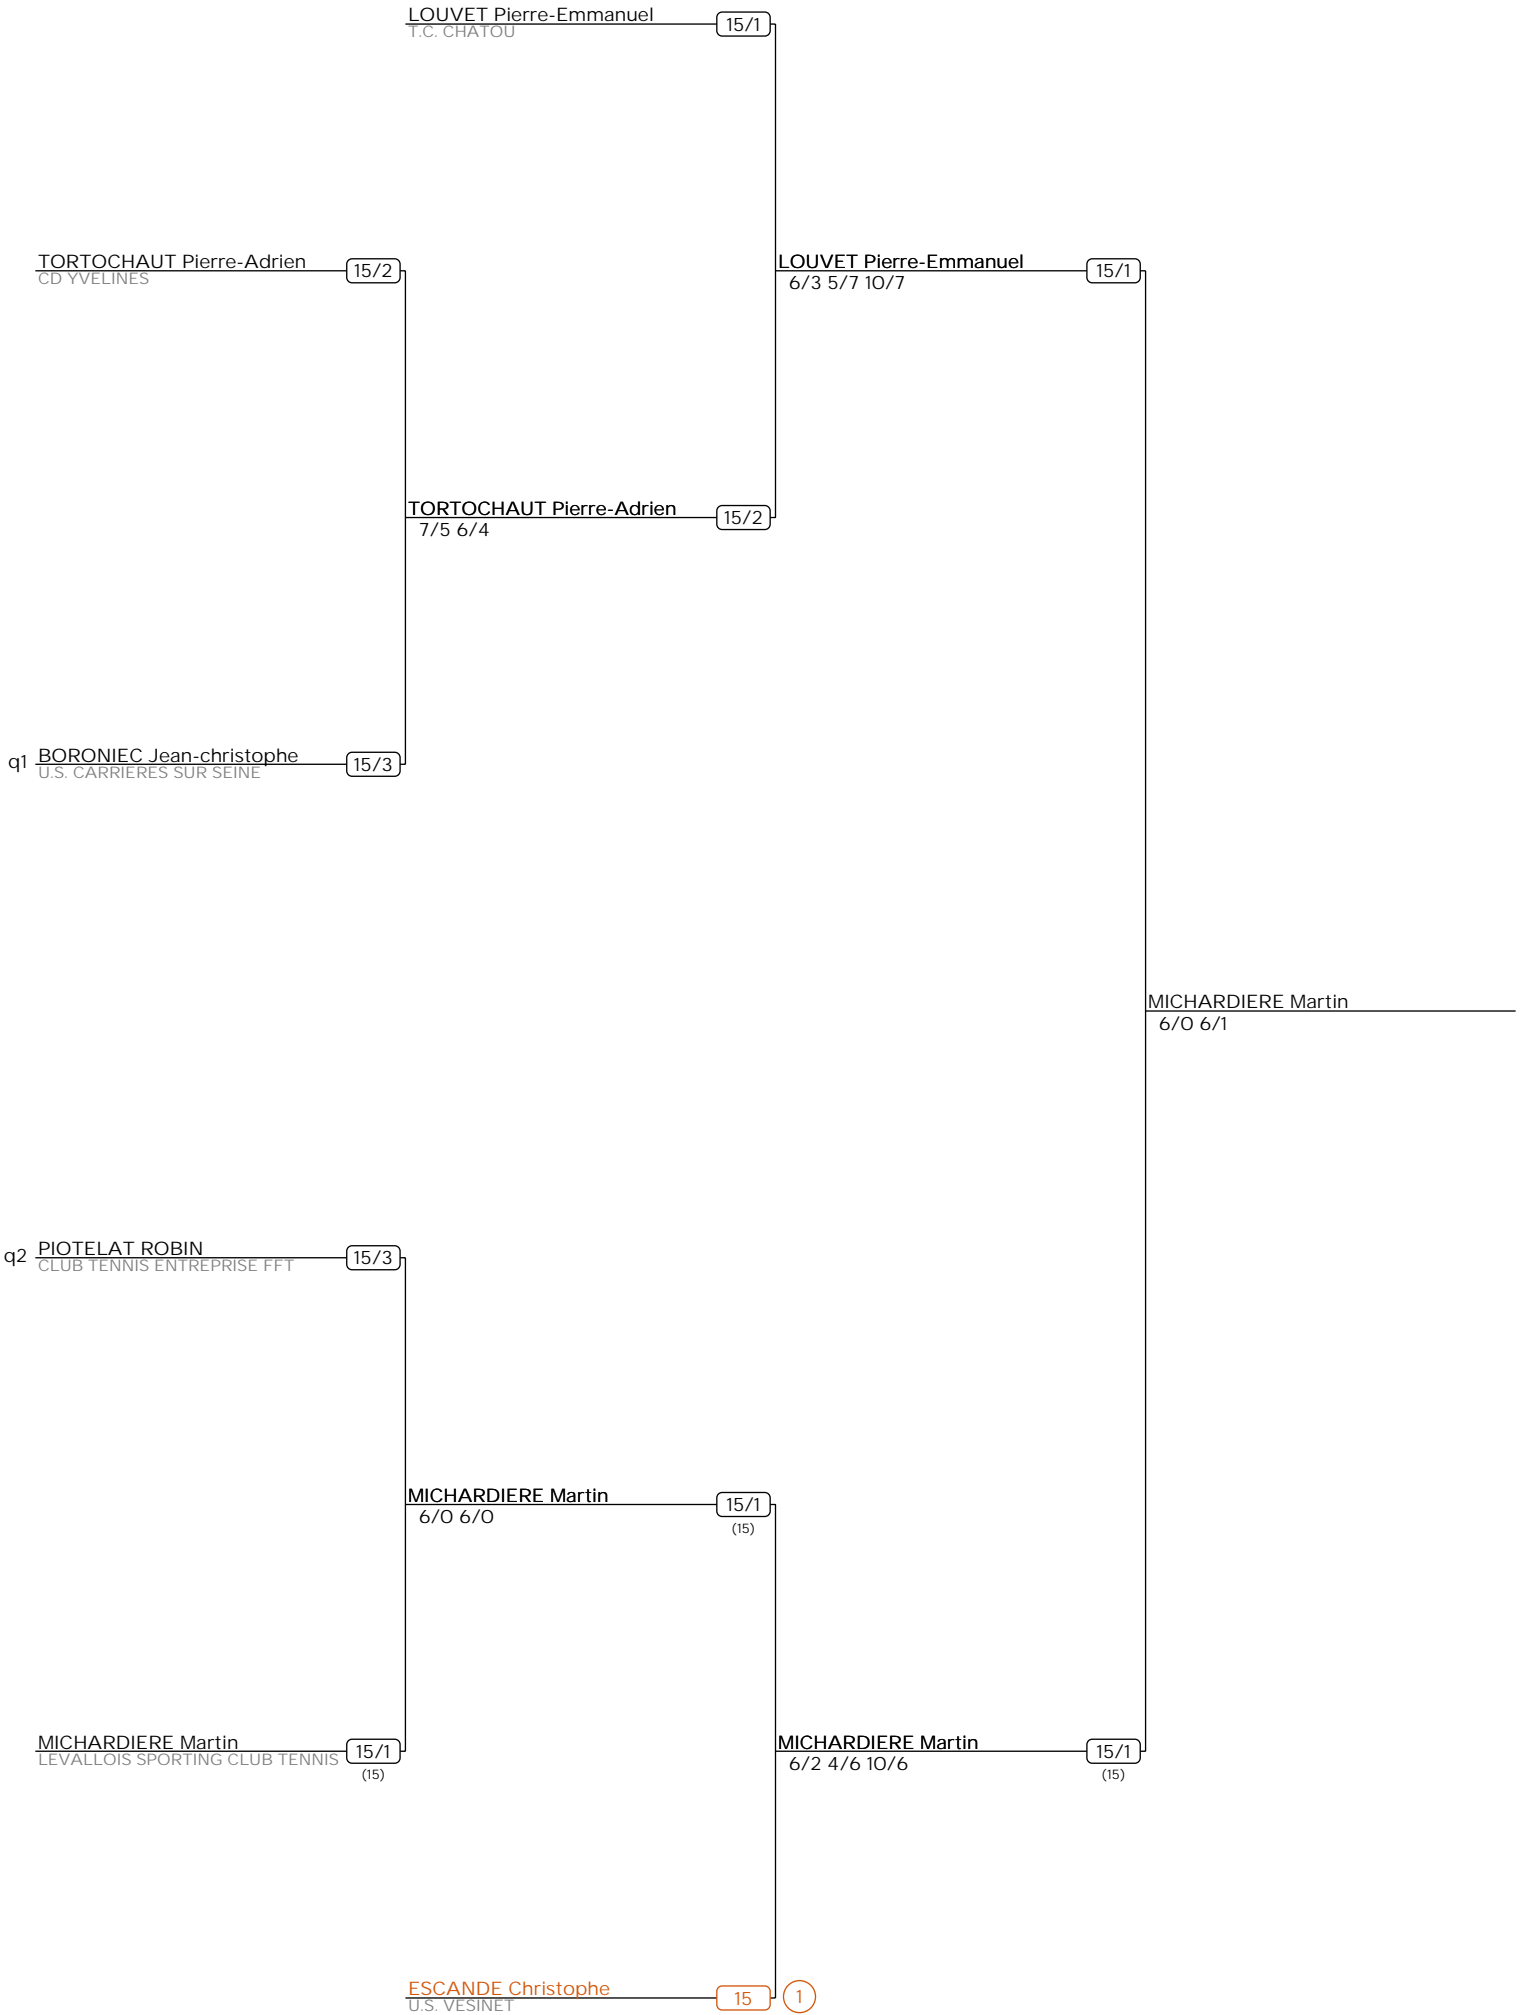 LOUVET Pierre-Emmanuel 15/1
T.C. CHATOU
TORTOCHAUT Pierre-Adrien 15/2
CD YVELINES
LOUVET Pierre-Emmanuel 15/1
6/3 5/7 10/7
TORTOCHAUT Pierre-Adrien 15/2
7/5 6/4
q1 BORONIEC Jean-christophe 15/3
U.S. CARRIERES SUR SEINE
MICHARDIERE Martin
6/0 6/1
q2 PIOTELAT ROBIN 15/3
CLUB TENNIS ENTREPRISE FFT
MICHARDIERE Martin 15/1
6/0 6/0
(15)
MICHARDIERE Martin 15/1
LEVALLOIS SPORTING CLUB TENNIS
(15)
MICHARDIERE Martin 15/1
6/2 4/6 10/6
(15)
ESCANDE Christophe 15 1
U.S. VESINET